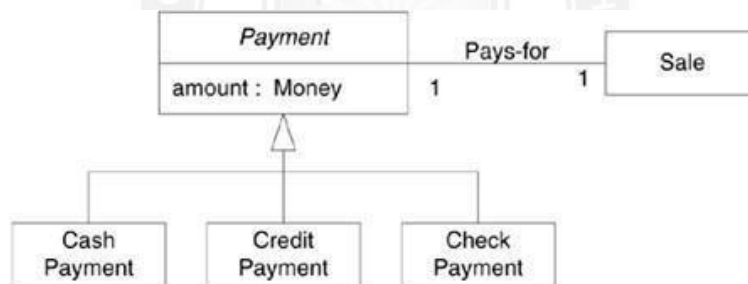 Payment
Pays-for
Sale
amount : Money
1
1
Cash
Payment
Credit
Payment
Check
Payment